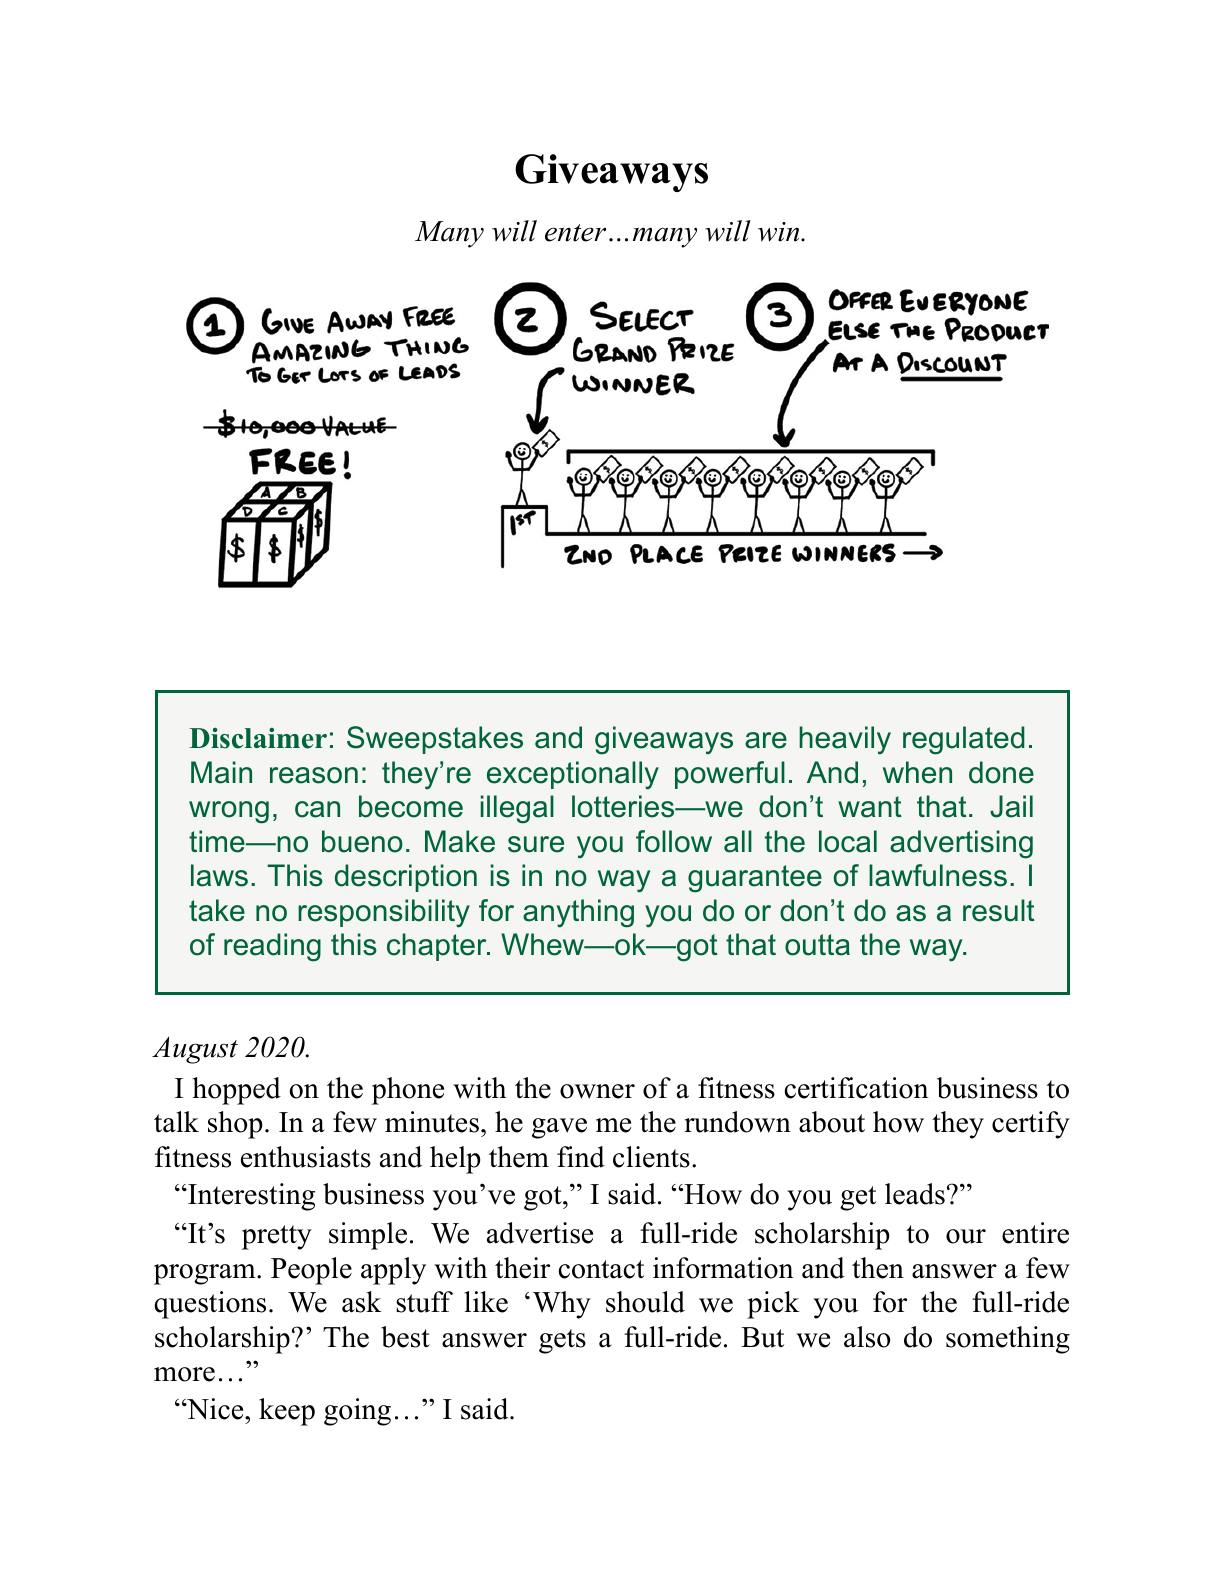 Giveaways
Many will enter…many will win.
1 GIVE AWAY FREE
AMAZING THING
TO GET LOTS OF LEADS
$10,000 VALUE
FREE!
A B
D C
$ $ $ $
2 SELECT
GRAND PRIZE
WINNER
3 OFFER EVERYONE
ELSE THE PRODUCT
AT A DISCOUNT
1ST
2ND PLACE PRIZE WINNERS
Disclaimer: Sweepstakes and giveaways are heavily regulated.
Main reason: they’re exceptionally powerful. And, when done
wrong, can become illegal lotteries—we don’t want that. Jail
time—no bueno. Make sure you follow all the local advertising
laws. This description is in no way a guarantee of lawfulness. I
take no responsibility for anything you do or don’t do as a result
of reading this chapter. Whew—ok—got that outta the way.
August 2020.
I hopped on the phone with the owner of a fitness certification business to
talk shop. In a few minutes, he gave me the rundown about how they certify
fitness enthusiasts and help them find clients.
“Interesting business you’ve got,” I said. “How do you get leads?”
“It’s pretty simple. We advertise a full-ride scholarship to our entire
program. People apply with their contact information and then answer a few
questions. We ask stuff like ‘Why should we pick you for the full-ride
scholarship?’ The best answer gets a full-ride. But we also do something
more…”
“Nice, keep going…” I said.